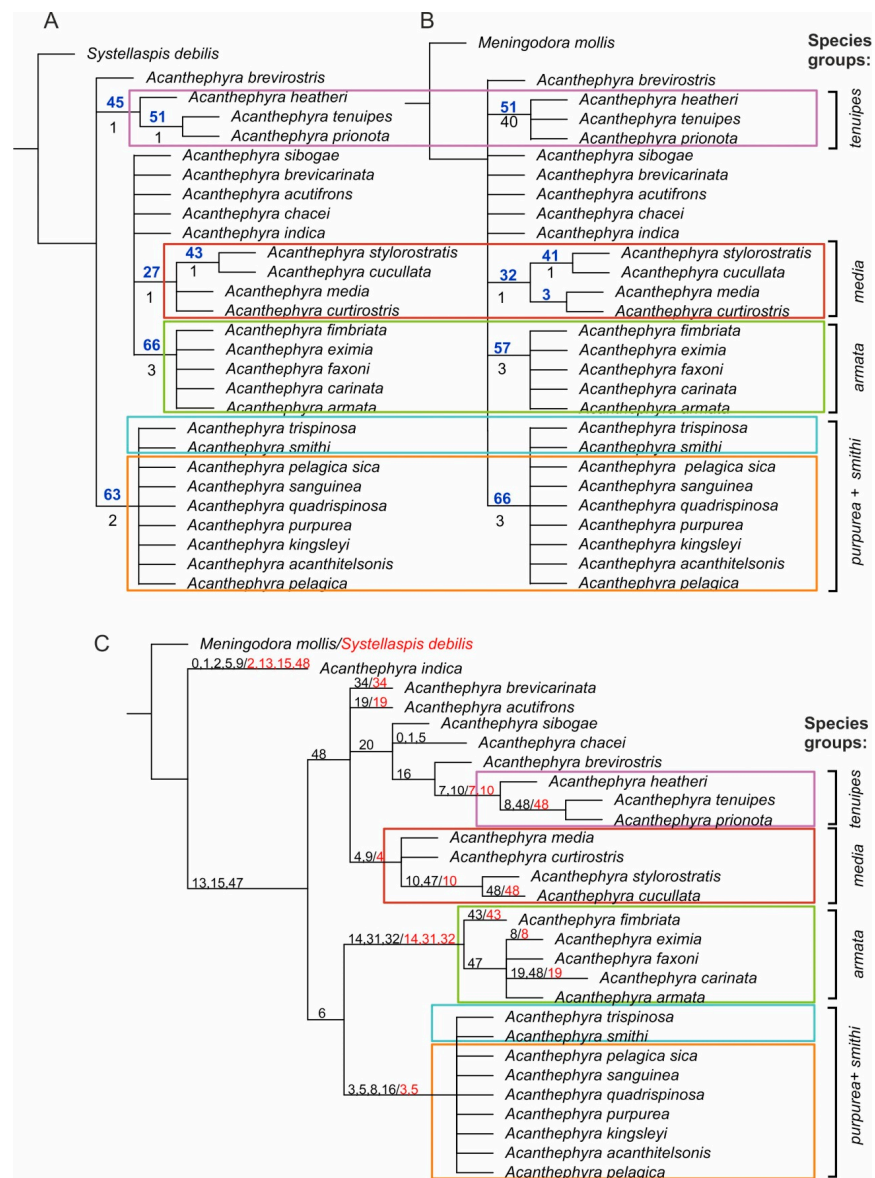 A
B
Systellaspis debilis
Meningodora mollis
Species groups:
Acanthephyra brevirostris
45
1
Acanthephyra heatheri
51
1
Acanthephyra tenuipes
Acanthephyra prionota
Acanthephyra sibogae
Acanthephyra brevicarinata
Acanthephyra acutifrons
Acanthephyra chacei
Acanthephyra indica
43
1
Acanthephyra stylorostratis
Acanthephyra cucullata
27
1
Acanthephyra media
Acanthephyra curtirostris
66
3
Acanthephyra fimbriata
Acanthephyra eximia
Acanthephyra faxoni
Acanthephyra carinata
Acanthephyra armata
Acanthephyra trispinosa
Acanthephyra smithi
Acanthephyra pelagica sica
Acanthephyra sanguinea
63
2
Acanthephyra quadrispinosa
Acanthephyra purpurea
Acanthephyra kingsleyi
Acanthephyra acanthitelsonis
Acanthephyra pelagica
Acanthephyra brevirostris
51
40
Acanthephyra heatheri
Acanthephyra tenuipes
Acanthephyra prionota
tenuipes
Acanthephyra sibogae
Acanthephyra brevicarinata
Acanthephyra acutifrons
Acanthephyra chacei
Acanthephyra indica
41
1
Acanthephyra stylorostratis
Acanthephyra cucullata
32
1
3
Acanthephyra media
Acanthephyra curtirostris
media
57
3
Acanthephyra fimbriata
Acanthephyra eximia
Acanthephyra faxoni
Acanthephyra carinata
Acanthephyra armata
armata
Acanthephyra trispinosa
Acanthephyra smithi
Acanthephyra pelagica sica
Acanthephyra sanguinea
66
3
Acanthephyra quadrispinosa
Acanthephyra purpurea
Acanthephyra kingsleyi
Acanthephyra acanthitelsonis
Acanthephyra pelagica
purpurea + smithi
C
Meningodora mollis/Systellaspis debilis
0,1,2,5,9/2,13,15,48
Acanthephyra indica
34/34
Acanthephyra brevicarinata
19/19
Acanthephyra acutifrons
Acanthephyra sibogae
48
20
0,1,5
Acanthephyra chacei
16
Acanthephyra brevirostris
Species groups:
7,10/7,10
Acanthephyra heatheri
8,48/48
Acanthephyra tenuipes
Acanthephyra prionota
tenuipes
4,9/4
Acanthephyra media
Acanthephyra curtirostris
10,47/10
Acanthephyra stylorostratis
48/48
Acanthephyra cucullata
media
13,15,47
43/43
Acanthephyra fimbriata
14,31,32/14,31,32
8/8
Acanthephyra eximia
47
Acanthephyra faxoni
19,48/19
Acanthephyra carinata
Acanthephyra armata
armata
6
Acanthephyra trispinosa
Acanthephyra smithi
Acanthephyra pelagica sica
Acanthephyra sanguinea
3,5,8,16/3,5
Acanthephyra quadrispinosa
Acanthephyra purpurea
Acanthephyra kingsleyi
Acanthephyra acanthitelsonis
Acanthephyra pelagica
purpurea+ smithi